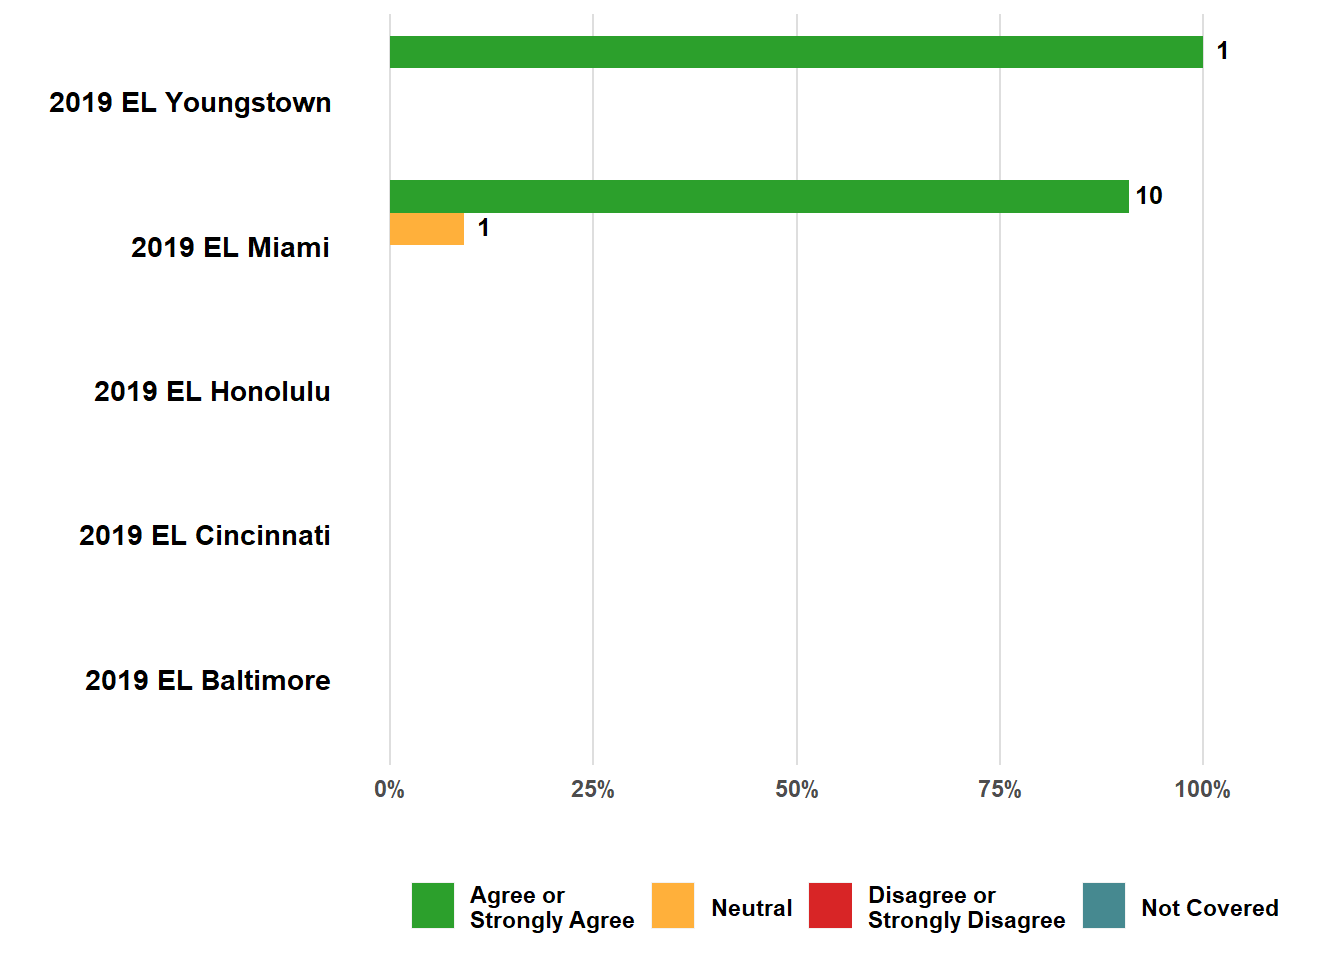 1
2019 EL Youngstown
10
1
2019 EL Miami
2019 EL Honolulu
2019 EL Cincinnati
2019 EL Baltimore
0% 25% 50% 75% 100%
Agree or
Strongly Agree
Neutral
Disagree or
Strongly Disagree
Not Covered